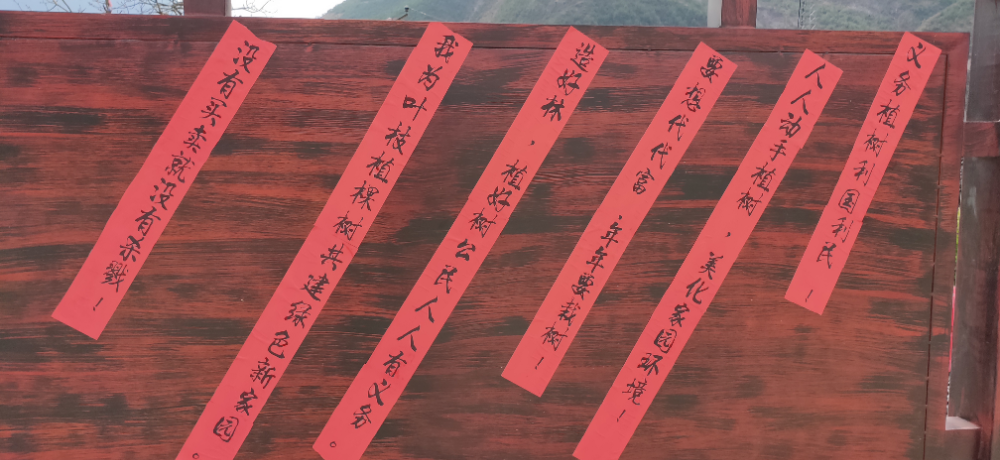 没有买卖就没有杀戮！
我为叶枝植棵树共建绿色新家园。
造好林，植好树公民人人有义务。
要想代代富年年要栽树！
人人动手植树，美化家园环境！
义务植树利国利民！